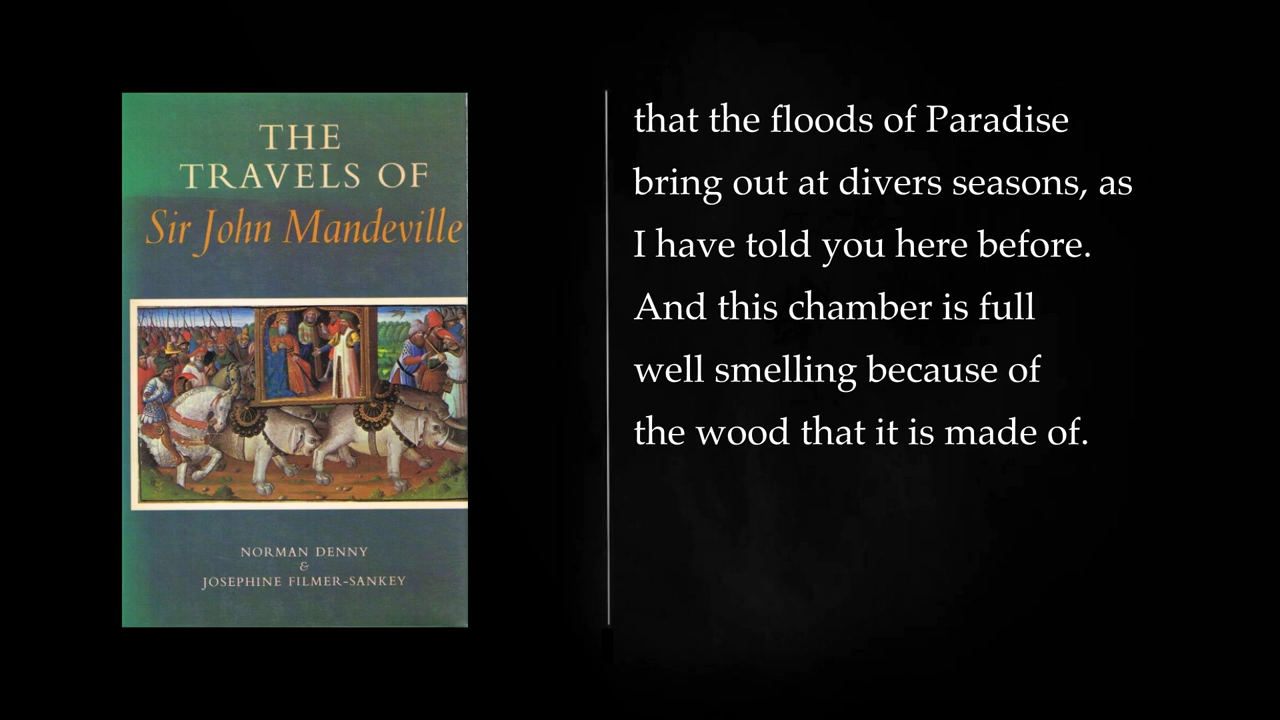 THE
TRAVELS OF
Sir John Mandeville
NORMAN DENNY
&
JOSEPHINE FILMER-SANKEY
that the floods of Paradise
bring out at divers seasons, as
I have told you here before.
And this chamber is full
well smelling because of
the wood that it is made of.